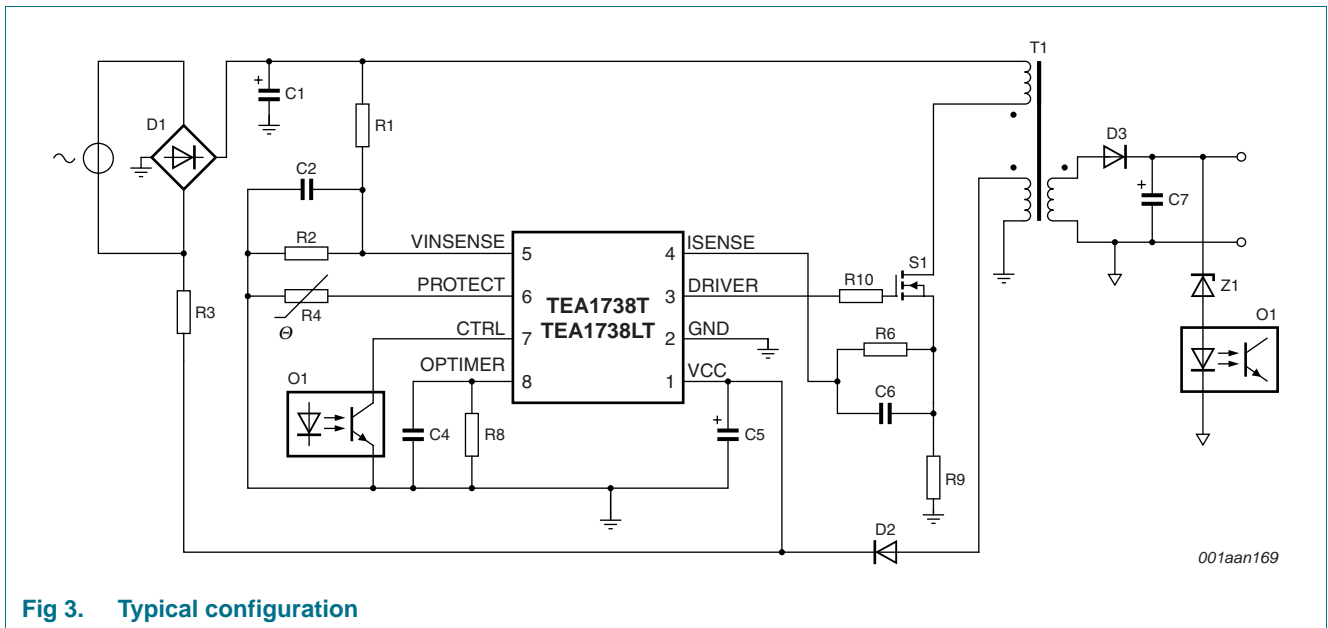 T1
+
C1
D1
R1
D3
C2
+
C7
VINSENSE
ISENSE
R2
5
4
S1
PROTECT
R10
DRIVER
TEA1738T
6
3
Z1
R3
R4
TEA1738LT
Θ
CTRL
GND
O1
7
2
R6
OPTIMER
VCC
O1
8
1
C6
+
C4
R8
C5
R9
D2
001aan169
Fig 3. Typical configuration